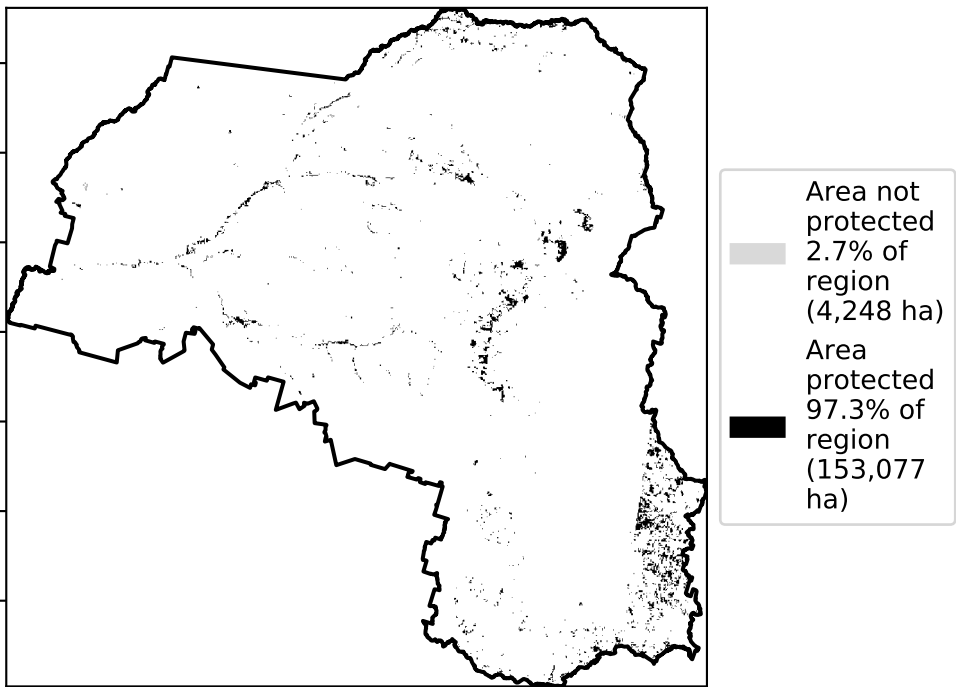 Area not
protected
2.7% of
region
(4,248 ha)
Area
protected
97.3% of
region
(153,077
ha)